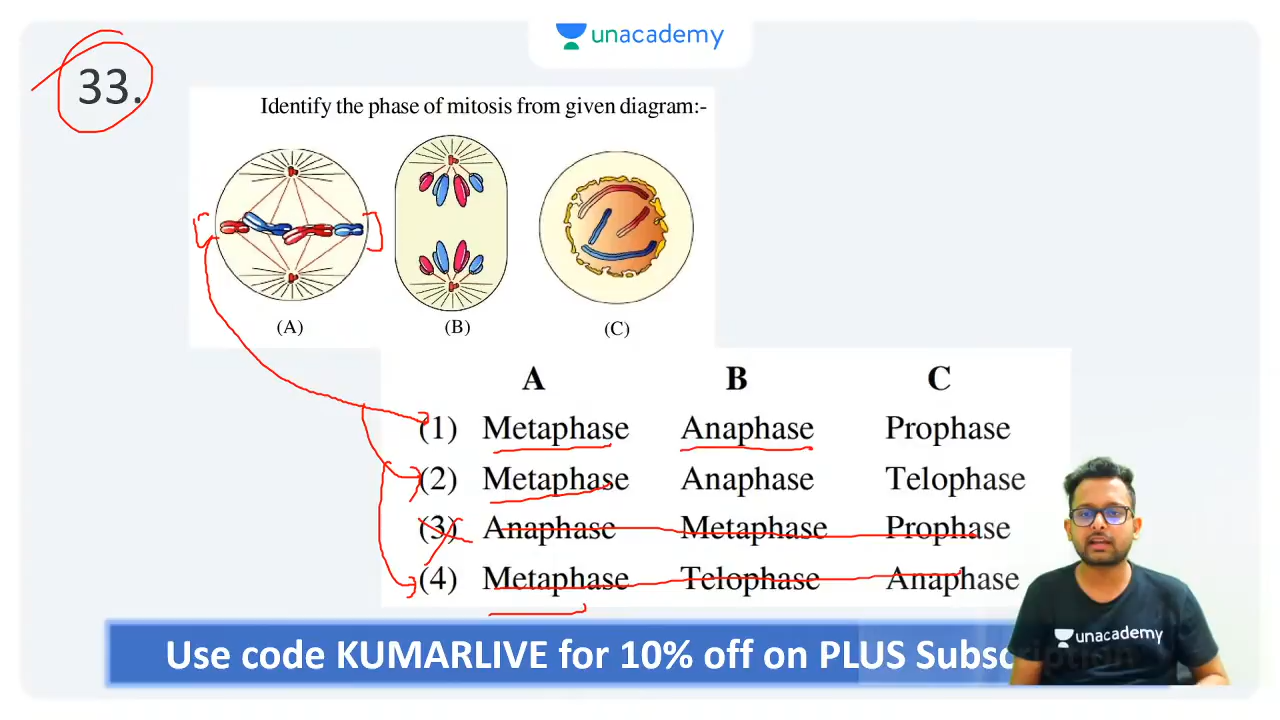 unacademy
33.
Identify the phase of mitosis from given diagram:-
(A) (B) (C)
A B C
(1) Metaphase Anaphase Prophase
(2) Metaphase Anaphase Telophase
(3) Anaphase Metaphase Prophase
(4) Metaphase Telophase Anaphase
unacademy
Use code KUMARLIVE for 10% off on PLUS Subscription